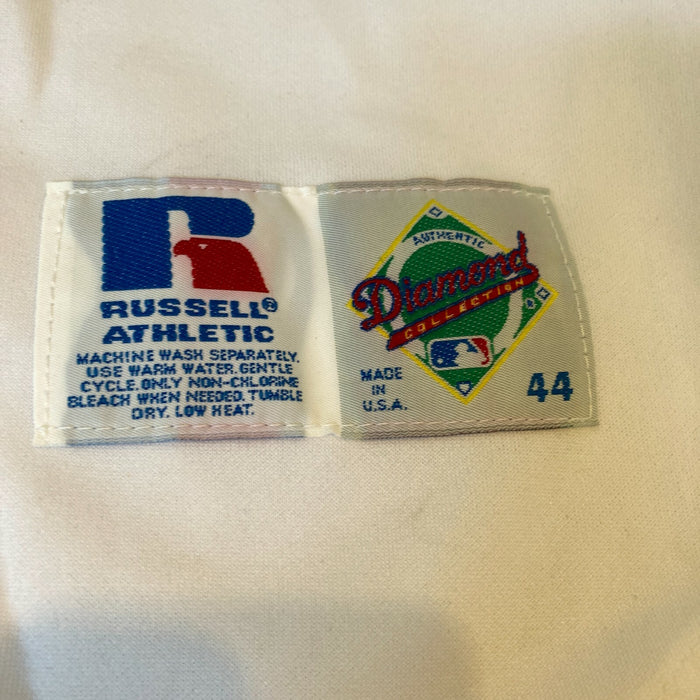 RUSSELL®
ATHLETIC
MACHINE WASH SEPARATELY.
USE WARM WATER. GENTLE
CYCLE. ONLY NON-CHLORINE
BLEACH WHEN NEEDED. TUMBLE
DRY. LOW HEAT.
AUTHENTIC
Diamond
COLLECTION
MADE
IN
U.S.A.
44